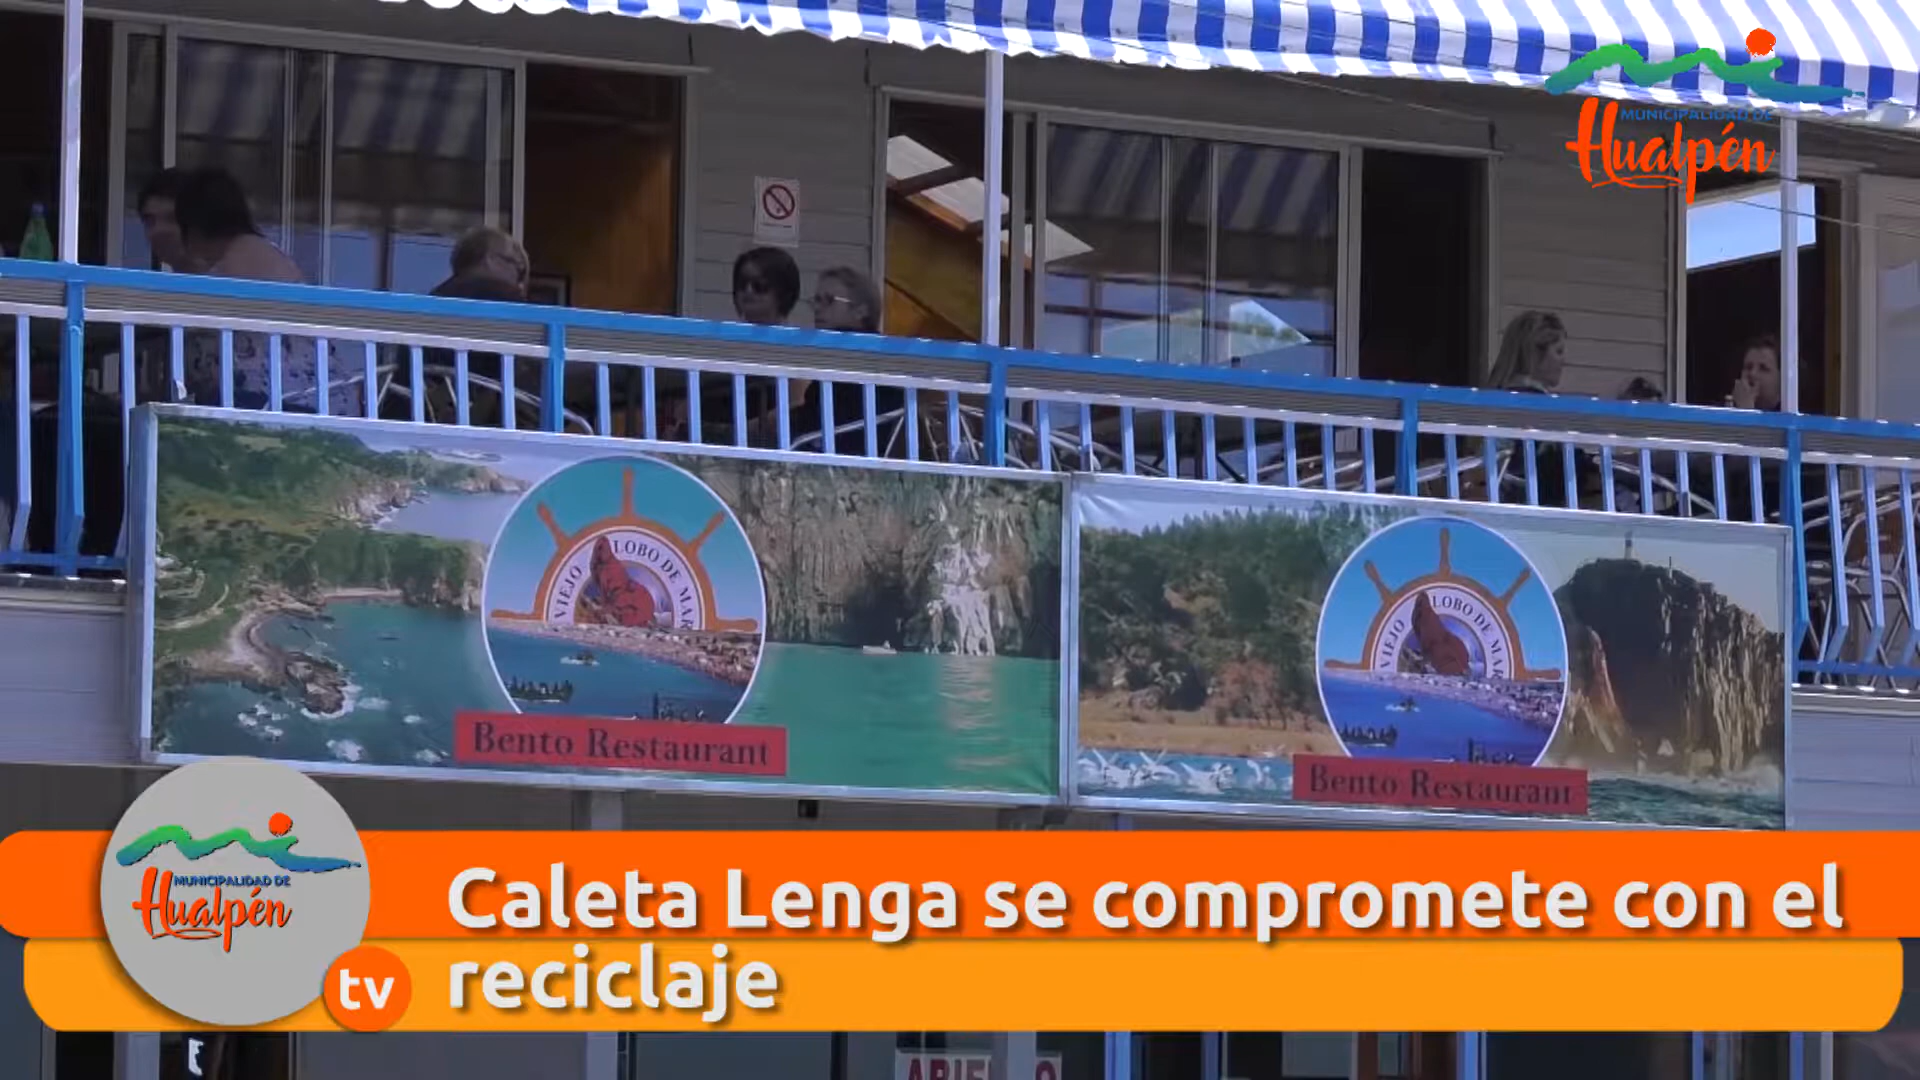 MUNICIPALIDAD DE
Hualpén
VIEJO LOBO DE MAR
Bento Restaurant
VIEJO LOBO DE MAR
Bento Restaurant
MUNICIPALIDAD DE
Hualpén
tv
Caleta Lenga se compromete con el
reciclaje